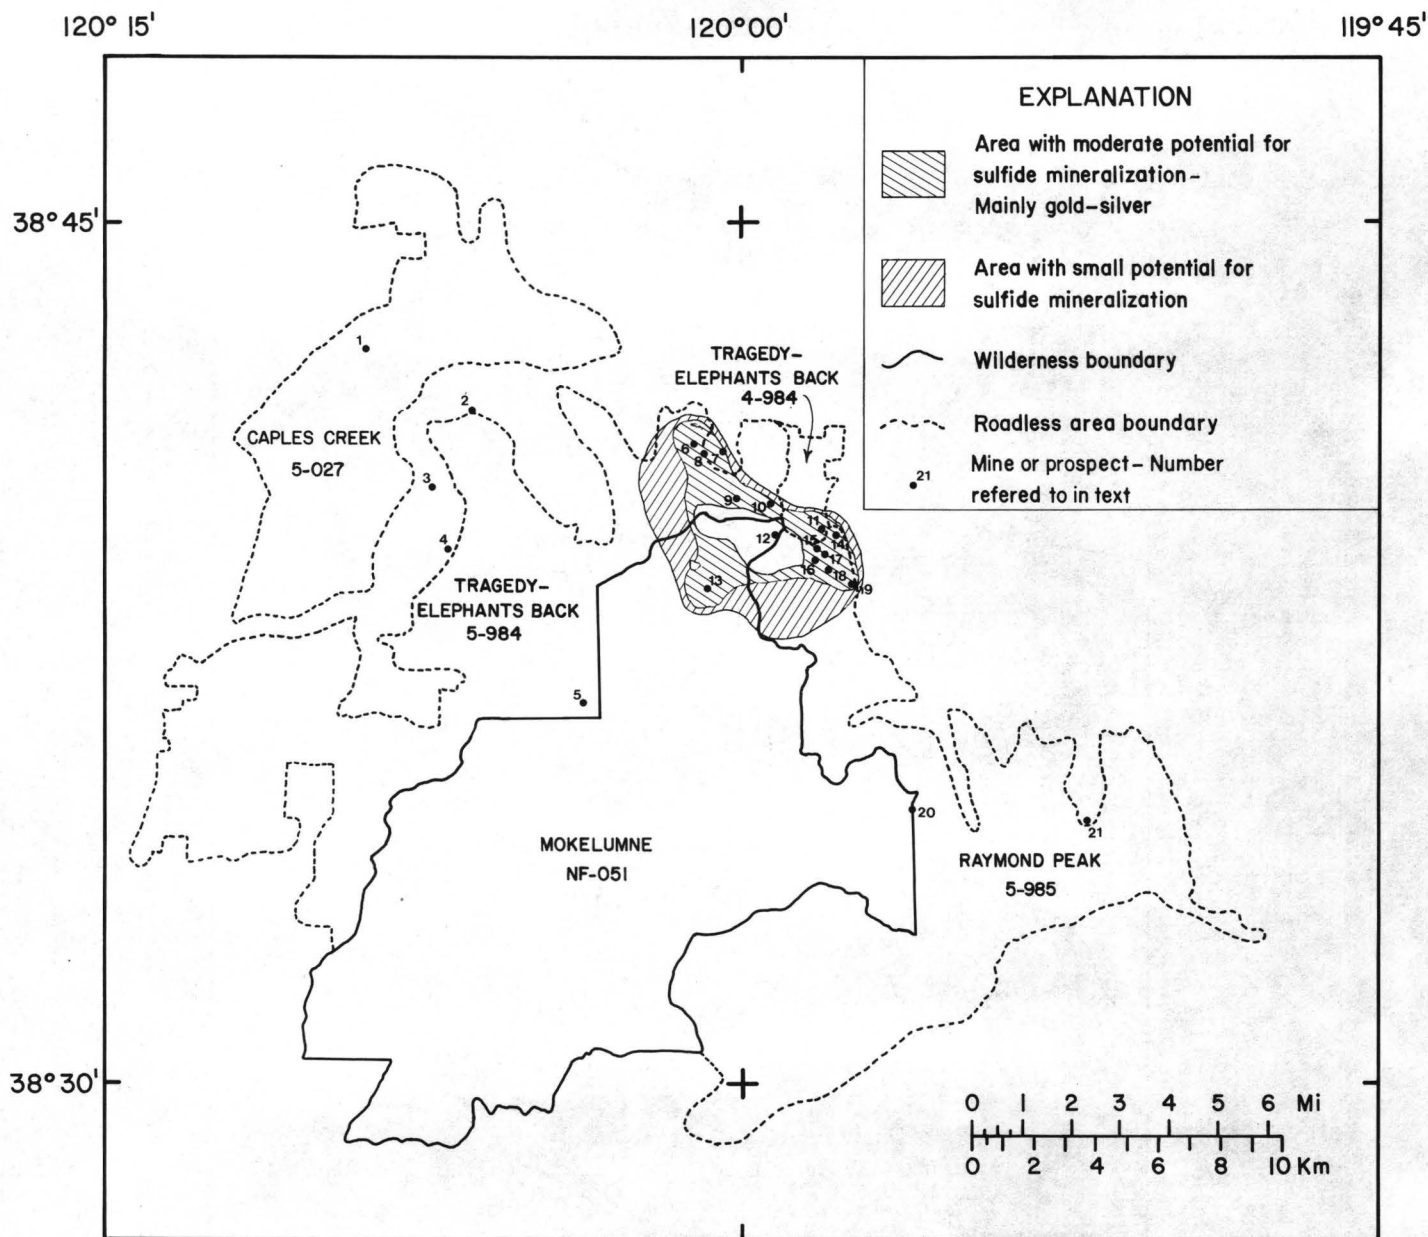 120° 15'
120° 00'
119° 45'
38° 45'
38° 30'
EXPLANATION
Area with moderate potential for
sulfide mineralization–
Mainly gold–silver
Area with small potential for
sulfide mineralization
Wilderness boundary
Roadless area boundary
21
Mine or prospect – Number
refered to in text
TRAGEDY–
ELEPHANTS BACK
4-984
1
2
CAPLES CREEK
5-027
3
4
6
8
7
9
10
11
12
14
15
17
16
18
13
19
TRAGEDY–
ELEPHANTS BACK
5-984
5
MOKELUMNE
NF-051
20
21
RAYMOND PEAK
5-985
0 1 2 3 4 5 6 Mi
0 2 4 6 8 10 Km